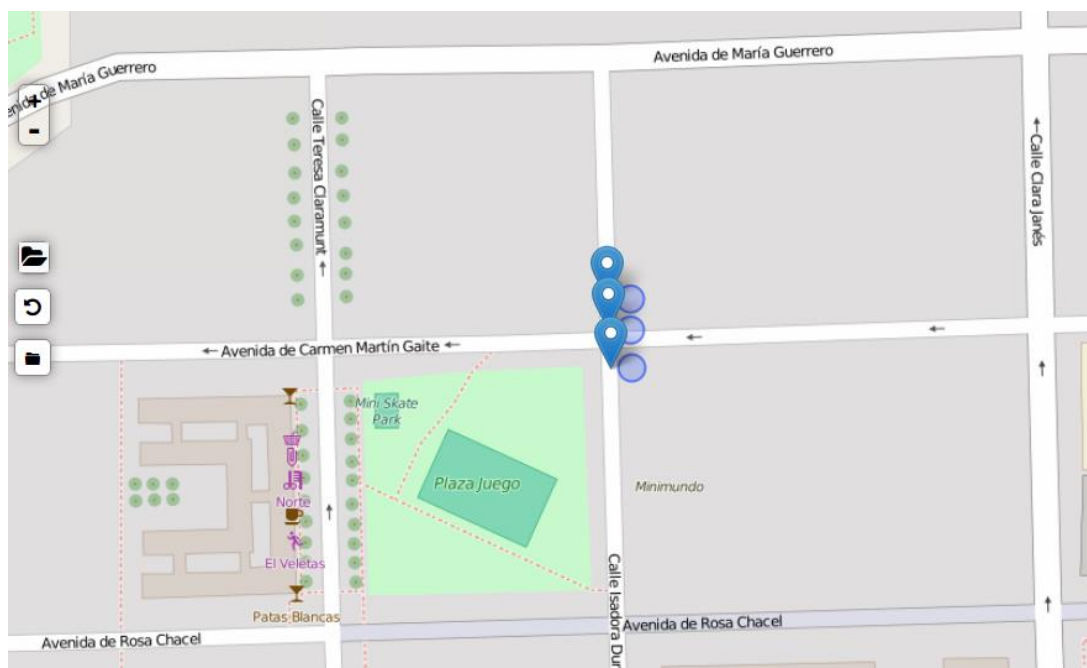 Avenida de María Guerrero
enida de María Guerrero
+
-
Calle Teresa Claramunt
Calle Clara Janés
Avenida de Carmen Martín Gaite
Mini Skate
Park
Plaza Juego
Minimundo
Norte
El Veletas
Patas Blancas
Calle Isadora Dun
Avenida de Rosa Chacel
Avenida de Rosa Chacel